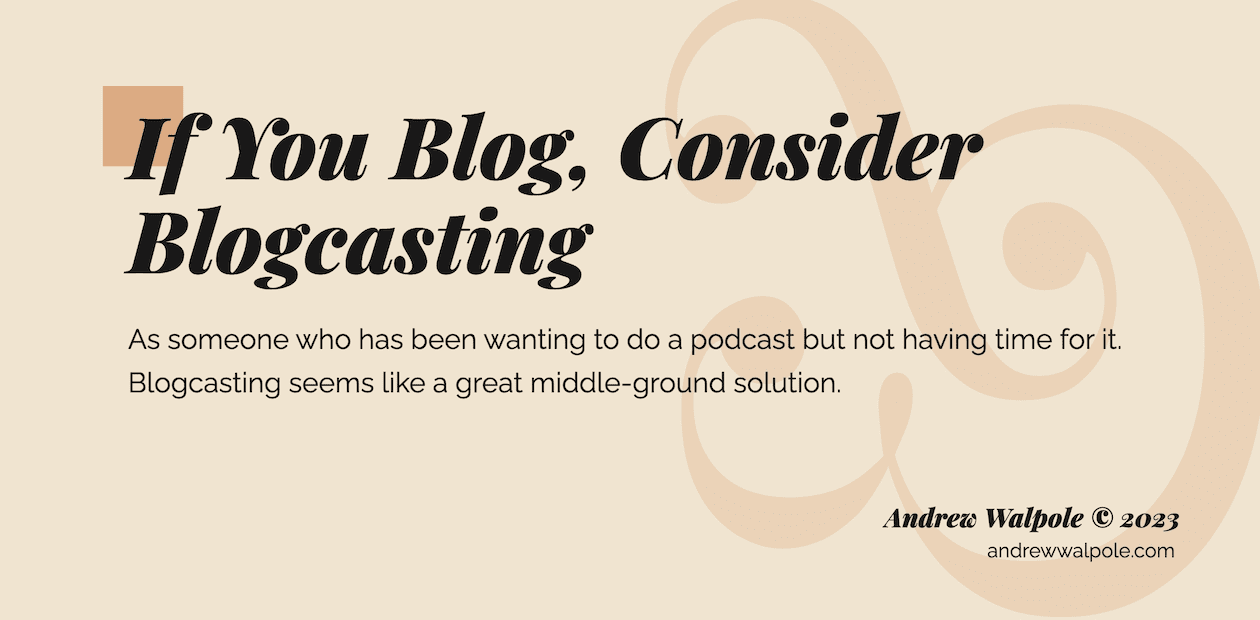 If You Blog, Consider
Blogcasting
As someone who has been wanting to do a podcast but not having time for it.
Blogcasting seems like a great middle-ground solution.
Andrew Walpole © 2023
andrewwalpole.com